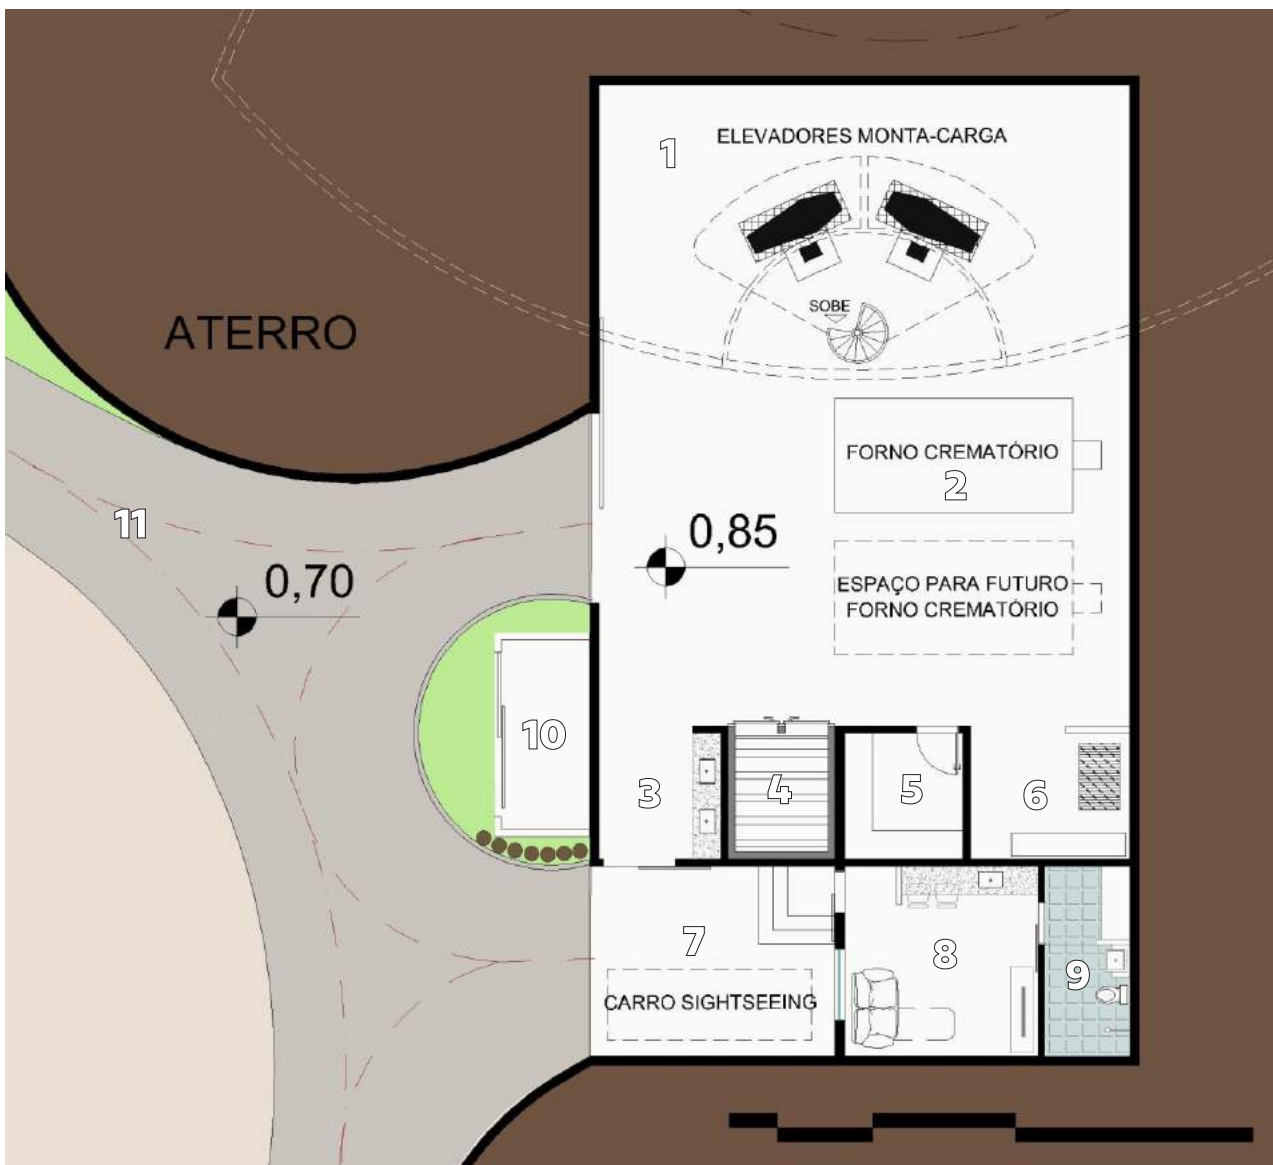 1
ELEVADORES MONTA-CARGA
SOBE
ATERRO
FORNO CREMATÓRIO
2
11
0,85
0,70
ESPAÇO PARA FUTURO
FORNO CREMATÓRIO
10
3
4
5
6
7
8
9
CARRO SIGHTSEEING